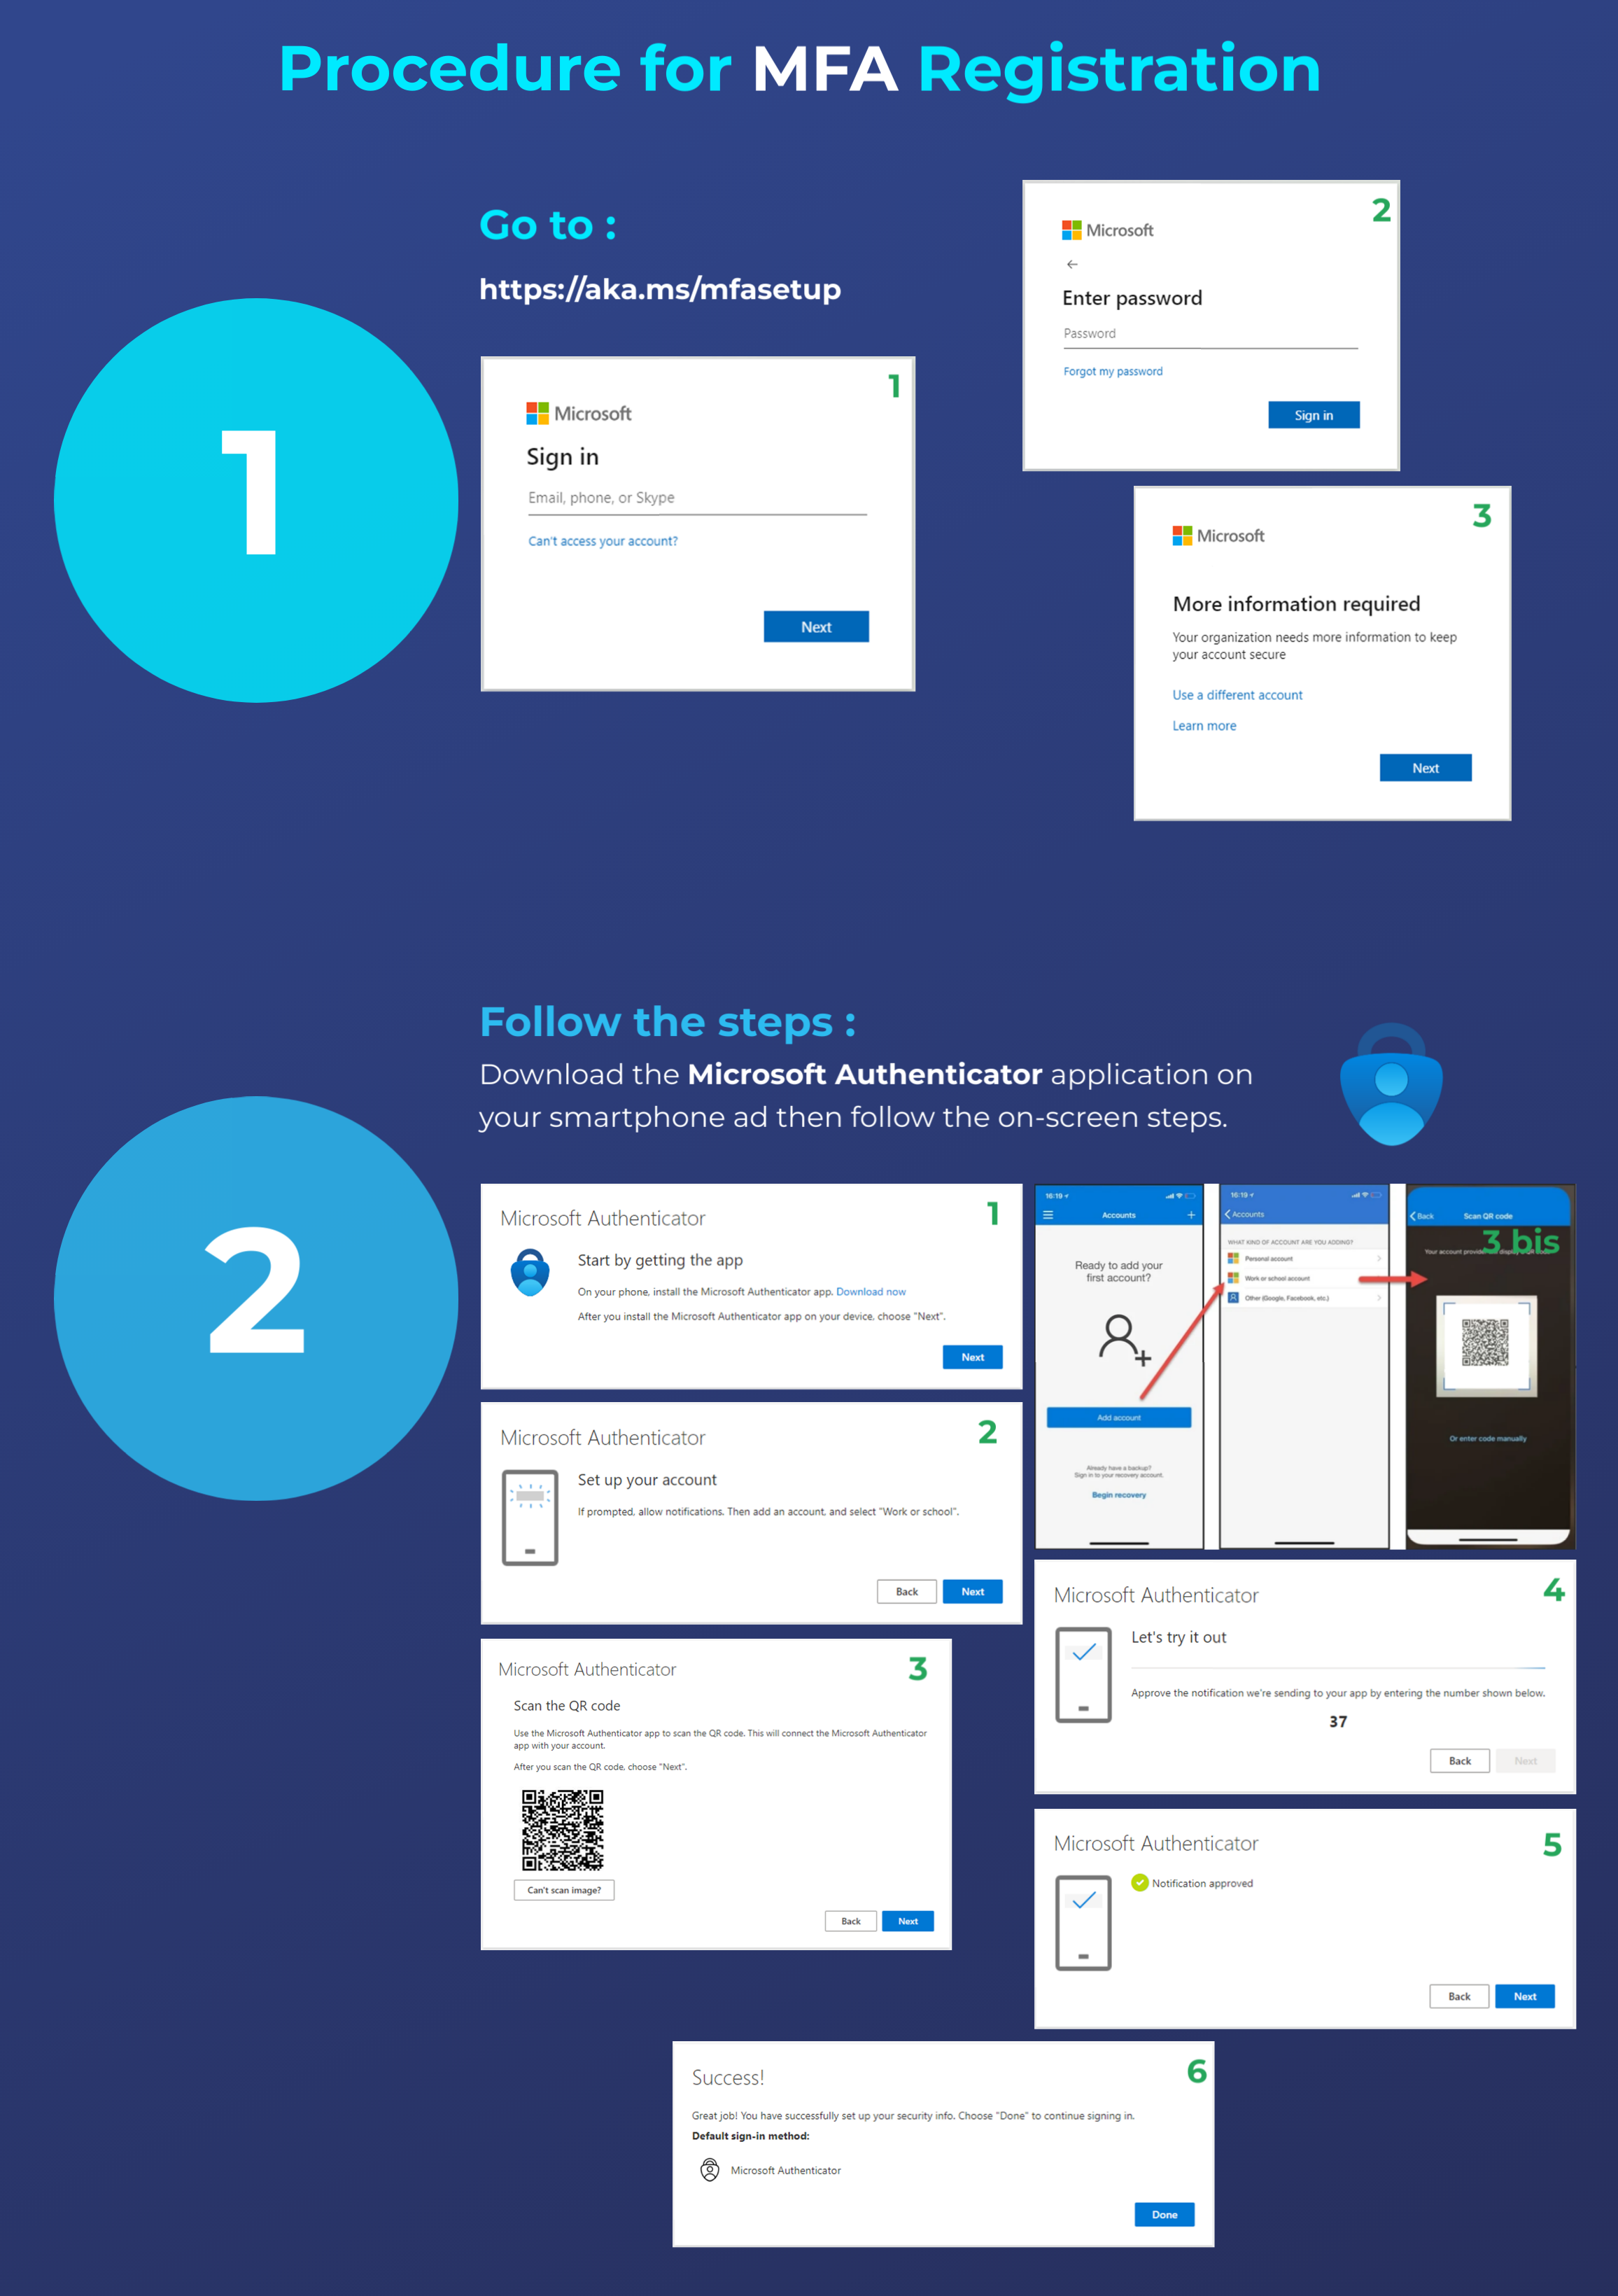 Procedure for MFA Registration
1
Go to :
https://aka.ms/mfasetup
1
Microsoft
Sign in
Email, phone, or Skype
Can't access your account?
Next
2
Microsoft
Enter password
Password
Forgot my password
Sign in
3
Microsoft
More information required
Your organization needs more information to keep
your account secure
Use a different account
Learn more
Next
2
Follow the steps :
Download the Microsoft Authenticator application on
your smartphone ad then follow the on-screen steps.
1
Microsoft Authenticator
Start by getting the app
On your phone, install the Microsoft Authenticator app. Download now
After you install the Microsoft Authenticator app on your device, choose "Next".
Next
2
Microsoft Authenticator
Set up your account
If prompted, allow notifications. Then add an account, and select "Work or school".
Back
Next
3
Microsoft Authenticator
Scan the QR code
Use the Microsoft Authenticator app to scan the QR code. This will connect the Microsoft Authenticator
app with your account.
After you scan the QR code, choose "Next".
Can't scan image?
Back
Next
16:19
Accounts
Ready to add your
first account?
Add account
Already have a backup?
Sign in to your recovery account.
Begin recovery
16:19
Accounts
WHAT KIND OF ACCOUNT ARE YOU ADDING?
Personal account
Work or school account
Other (Google, Facebook, etc.)
Back
Scan QR code
3 bis
Your account provider display
Or enter code manually
4
Microsoft Authenticator
Let's try it out
Approve the notification we're sending to your app by entering the number shown below.
37
Back
Next
5
Microsoft Authenticator
Notification approved
Back
Next
6
Success!
Great job! You have successfully set up your security info. Choose "Done" to continue signing in.
Default sign-in method:
Microsoft Authenticator
Done